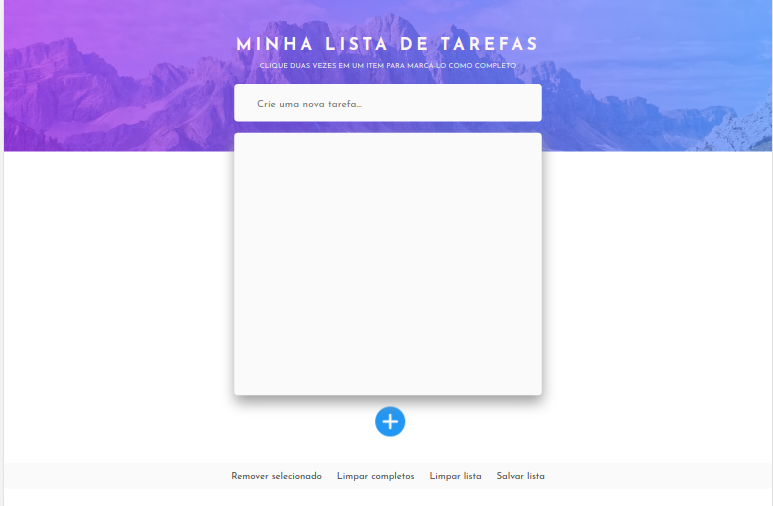 MINHA LISTA DE TAREFAS
CLIQUE DUAS VEZES EM UM ITEM PARA MARCÁ-LO COMO COMPLETO
Crie uma nova tarefa...
Remover selecionado Limpar completos Limpar lista Salvar lista